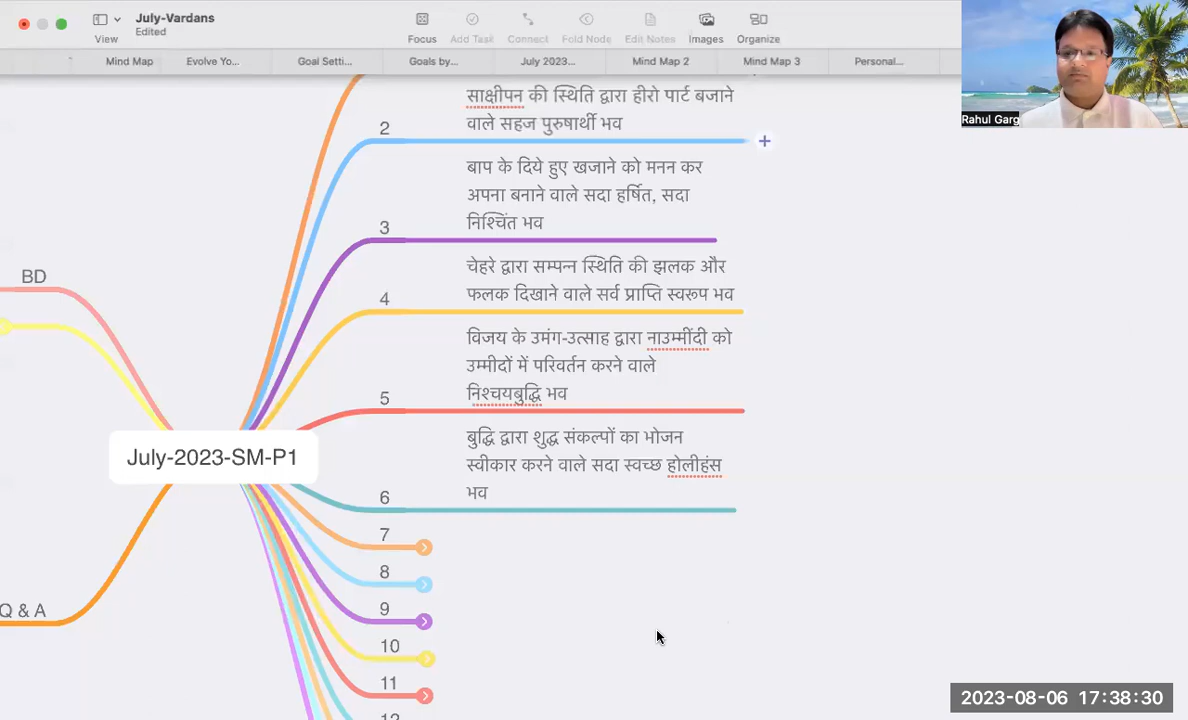 July-Vardans
Edited
View
Focus
Add Task
Connect
Fold Node
Edit Notes
Images
Organize
Mind Map
Evolve Yo...
Goal Setti...
Goals by...
July 2023...
Mind Map 2
Mind Map 3
Personal...
Rahul Garg
साक्षीपन की स्थिति द्वारा हीरो पार्ट बजाने
वाले सहज पुरुषार्थी भव
2
बाप के दिये हुए खजाने को मनन कर
अपना बनाने वाले सदा हर्षित, सदा
निश्चिंत भव
3
चेहरे द्वारा सम्पन्न स्थिति की झलक और
फलक दिखाने वाले सर्व प्राप्ति स्वरूप भव
4
विजय के उमंग-उत्साह द्वारा नाउम्मींदी को
उम्मीदों में परिवर्तन करने वाले
निश्चयबुद्धि भव
5
बुद्धि द्वारा शुद्ध संकल्पों का भोजन
स्वीकार करने वाले सदा स्वच्छ होलीहंस
भव
6
7
8
9
10
11
12
BD
July-2023-SM-P1
Q & A
2023-08-06 17:38:30